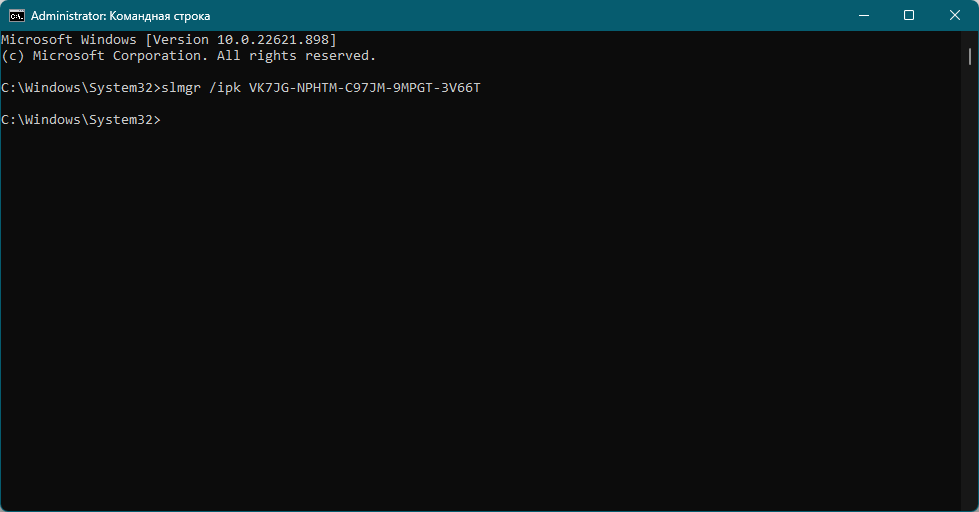 Administrator: Командная строка
Microsoft Windows [Version 10.0.22621.898]
(c) Microsoft Corporation. All rights reserved.
C:\Windows\System32>slmgr /ipk VK7JG-NPHTM-C97JM-9MPGT-3V66T
C:\Windows\System32>